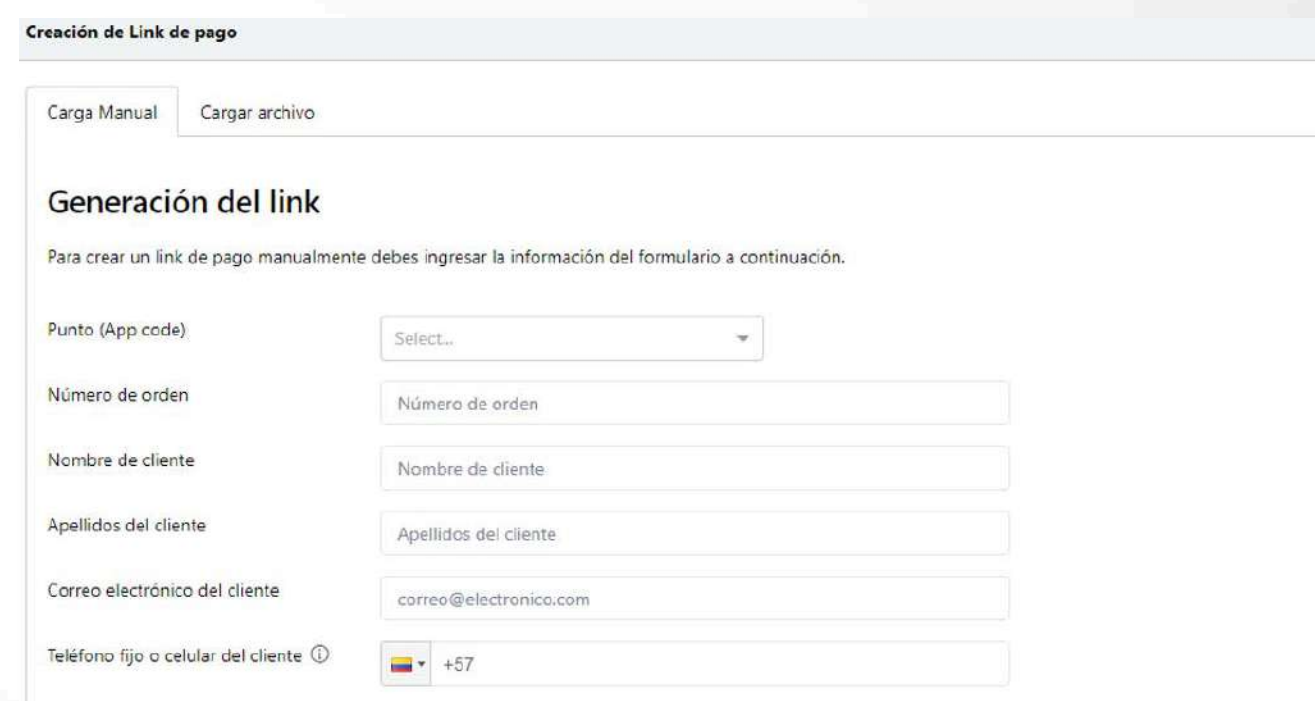 Creación de Link de pago
Carga Manual
Cargar archivo
Generación del link
Para crear un link de pago manualmente debes ingresar la información del formulario a continuación.
Punto (App code)
Select...
Número de orden
Número de orden
Nombre de cliente
Nombre de cliente
Apellidos del cliente
Apellidos del cliente
Correo electrónico del cliente
correo@electronico.com
Teléfono fijo o celular del cliente
+57